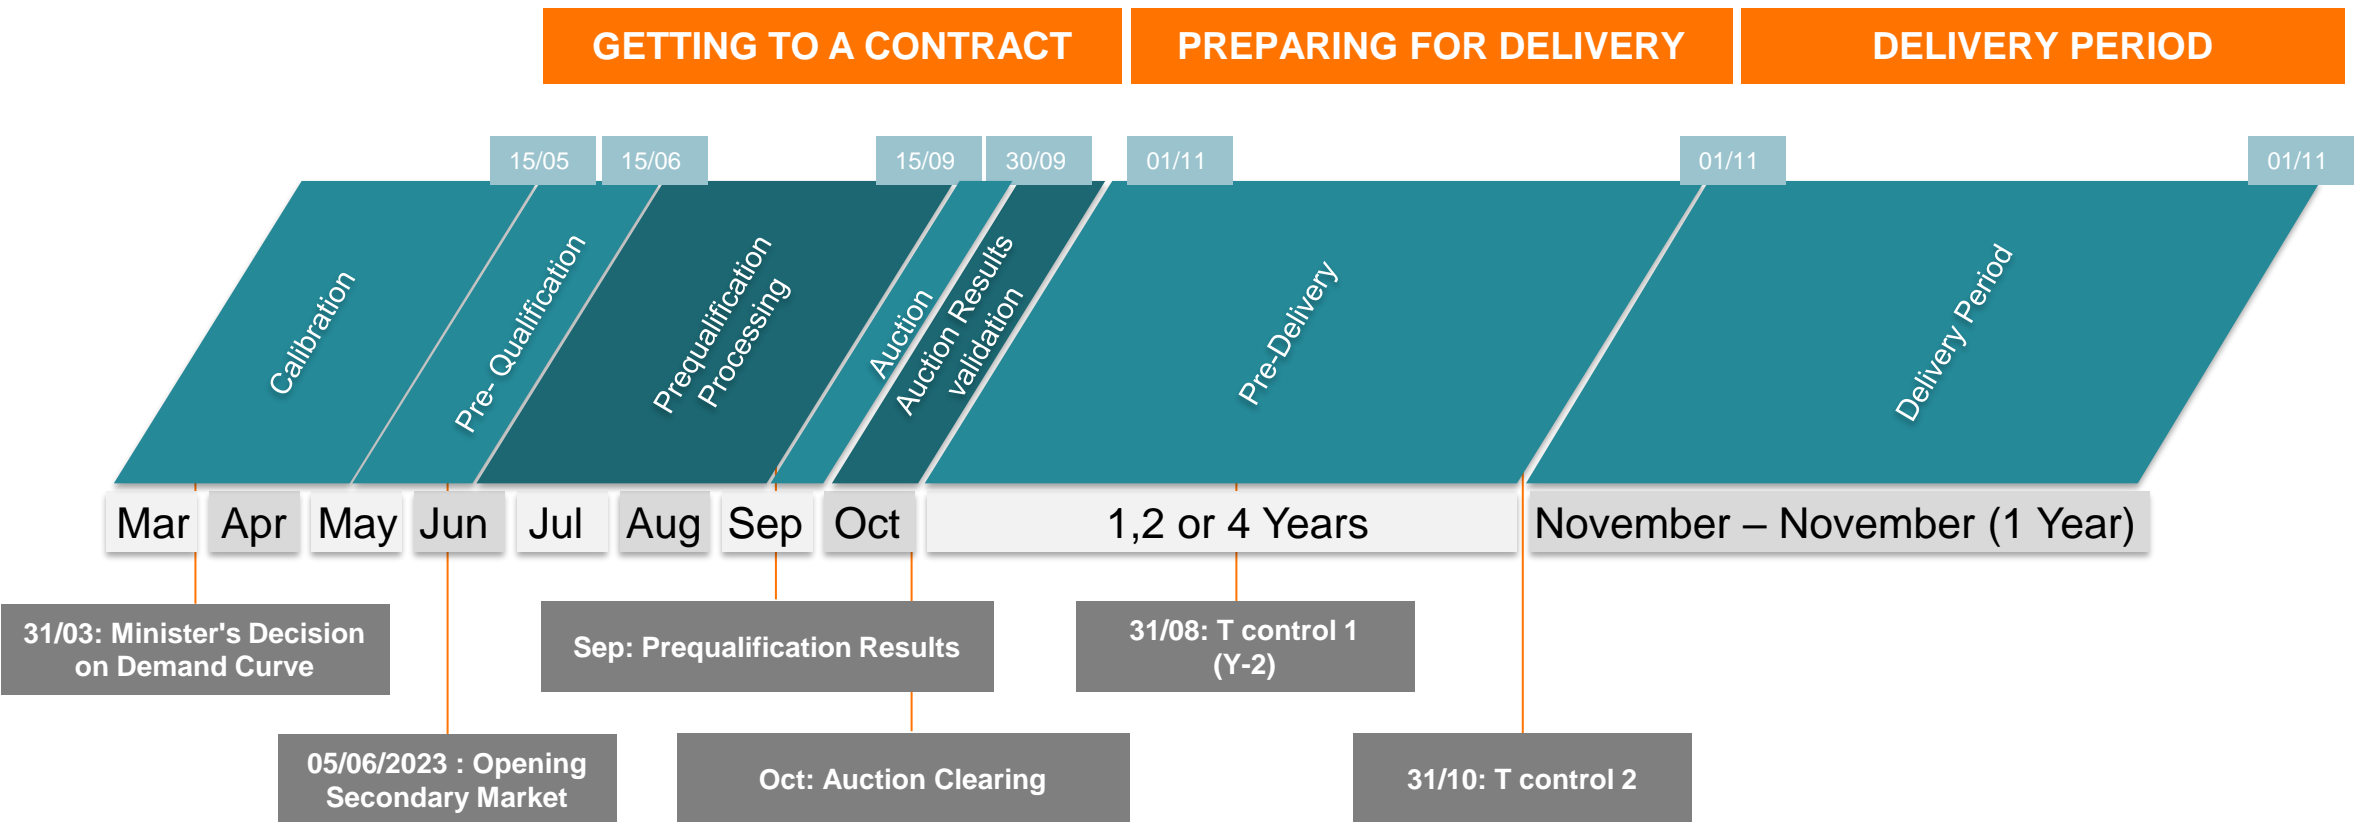 GETTING TO A CONTRACT
PREPARING FOR DELIVERY
DELIVERY PERIOD
15/05
15/06
15/09
30/09
01/11
01/11
01/11
Calibration
Pre- Qualification
Prequalification
Processing
Auction
Auction Results
validation
Pre-Delivery
Delivery Period
Mar
Apr
May
Jun
Jul
Aug
Sep
Oct
1,2 or 4 Years
November – November (1 Year)
31/03: Minister's Decision
on Demand Curve
Sep: Prequalification Results
31/08: T control 1
(Y-2)
05/06/2023 : Opening
Secondary Market
Oct: Auction Clearing
31/10: T control 2